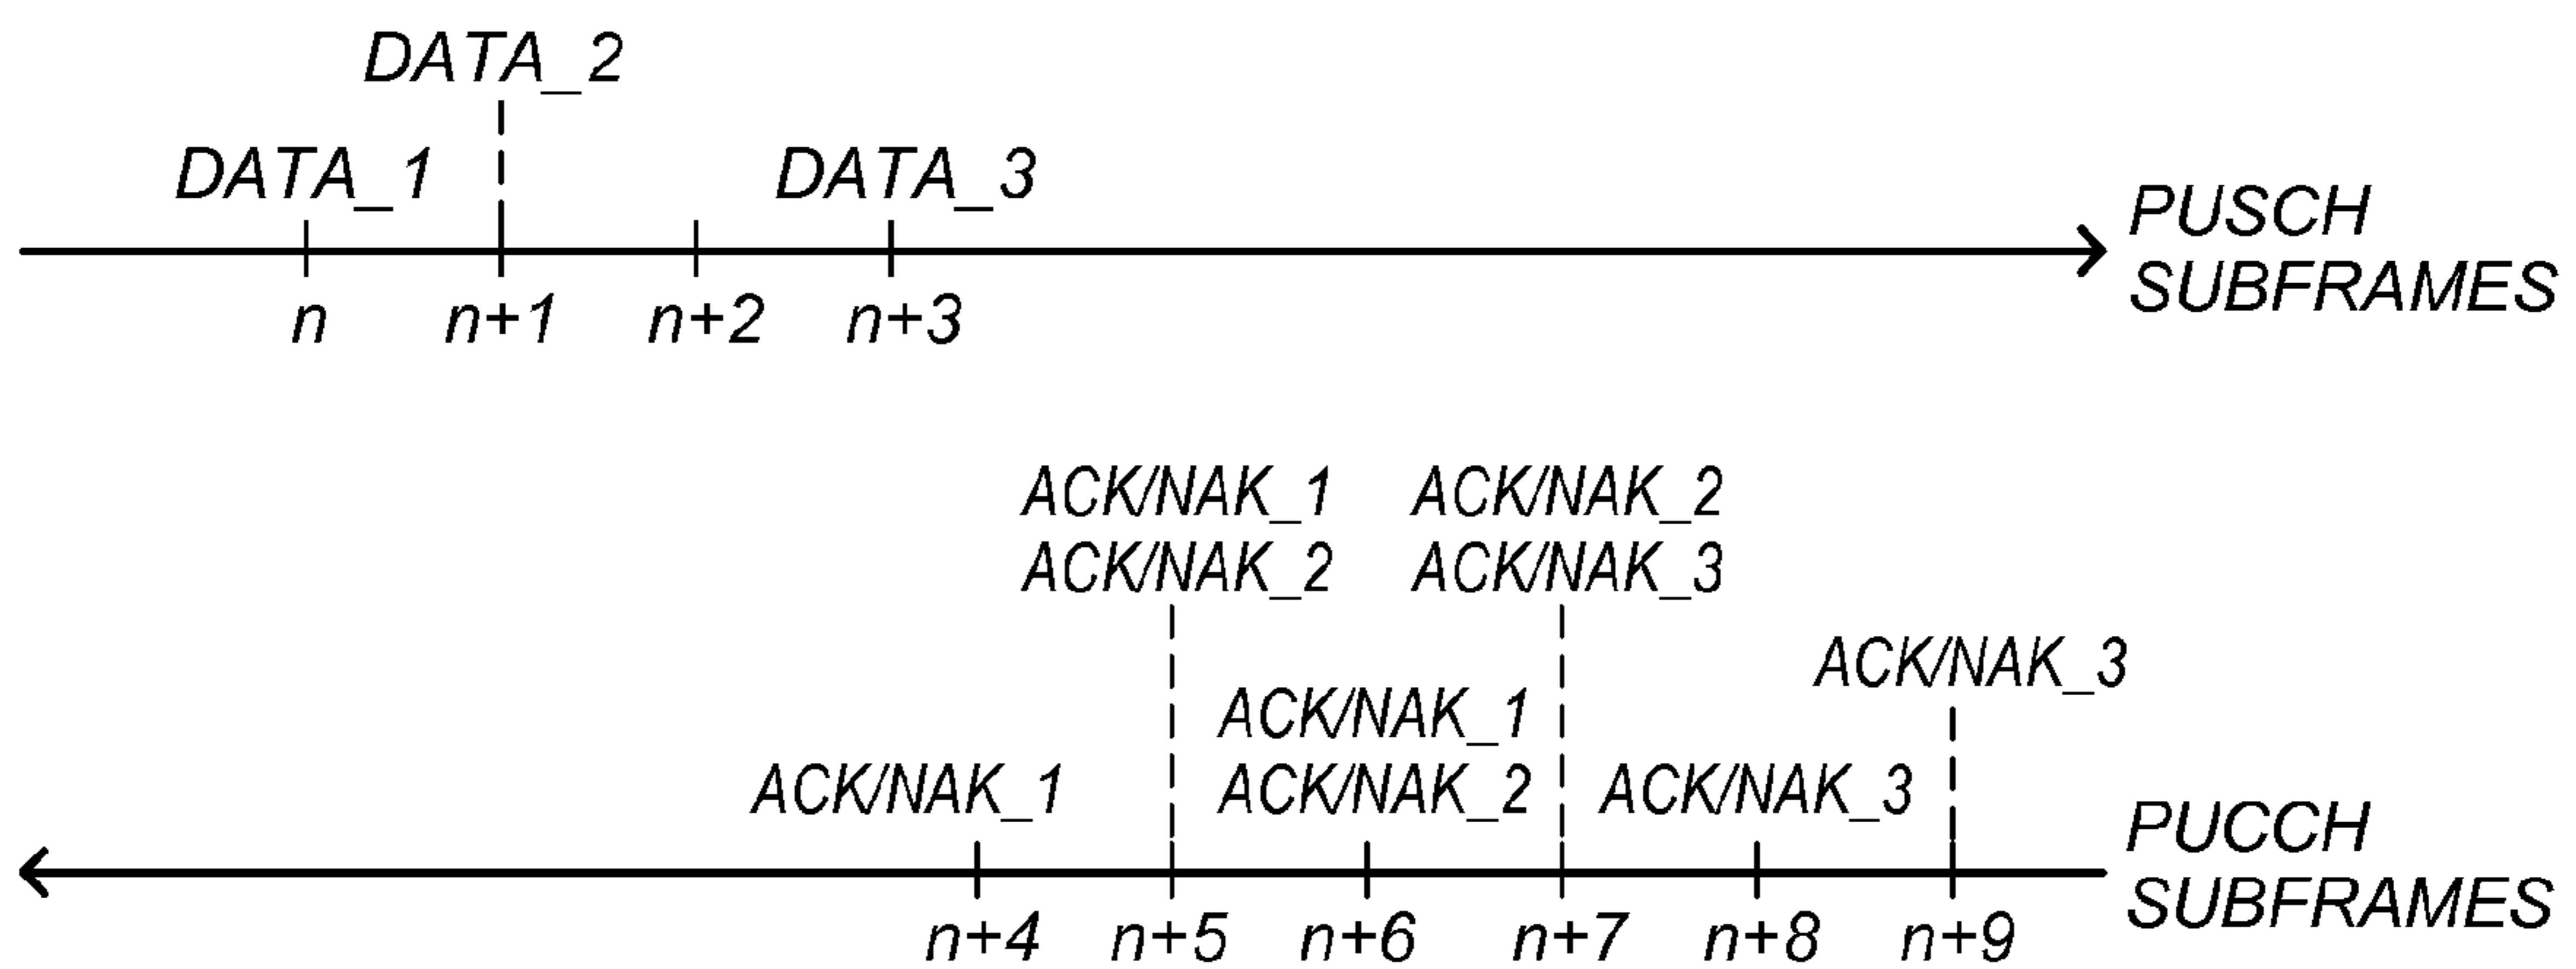 DATA_2
DATA_1
DATA_3
PUSCH
SUBFRAMES
n
n+1
n+2
n+3
ACK/NAK_1
ACK/NAK_2
ACK/NAK_2
ACK/NAK_3
ACK/NAK_3
ACK/NAK_1
ACK/NAK_2
ACK/NAK_1
ACK/NAK_3
PUCCH
SUBFRAMES
n+4
n+5
n+6
n+7
n+8
n+9